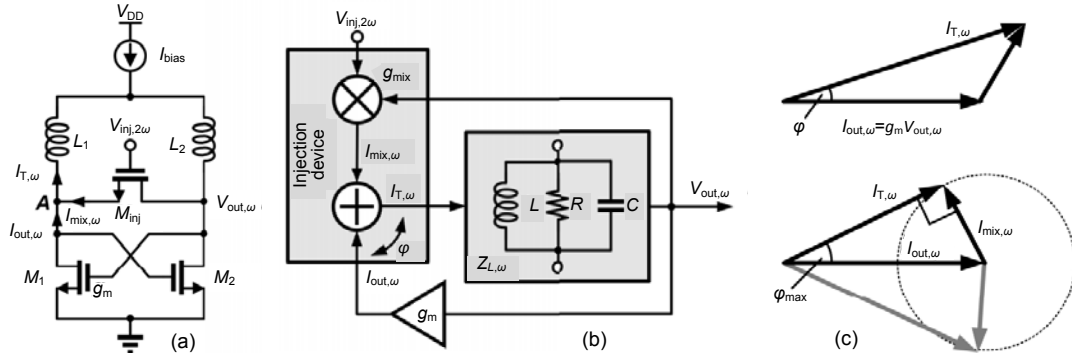 V_DD
I_bias
L_1
V_inj,2ω
L_2
I_T,ω
A
I_mix,ω
M_inj
V_out,ω
I_out,ω
M_1
g_m
M_2
(a)
V_inj,2ω
g_mix
Injection device
I_mix,ω
I_T,ω
φ
I_out,ω
L
R
C
Z_L,ω
V_out,ω
g_m
(b)
I_T,ω
φ
I_out,ω=g_mV_out,ω
I_T,ω
I_mix,ω
I_out,ω
φ_max
(c)